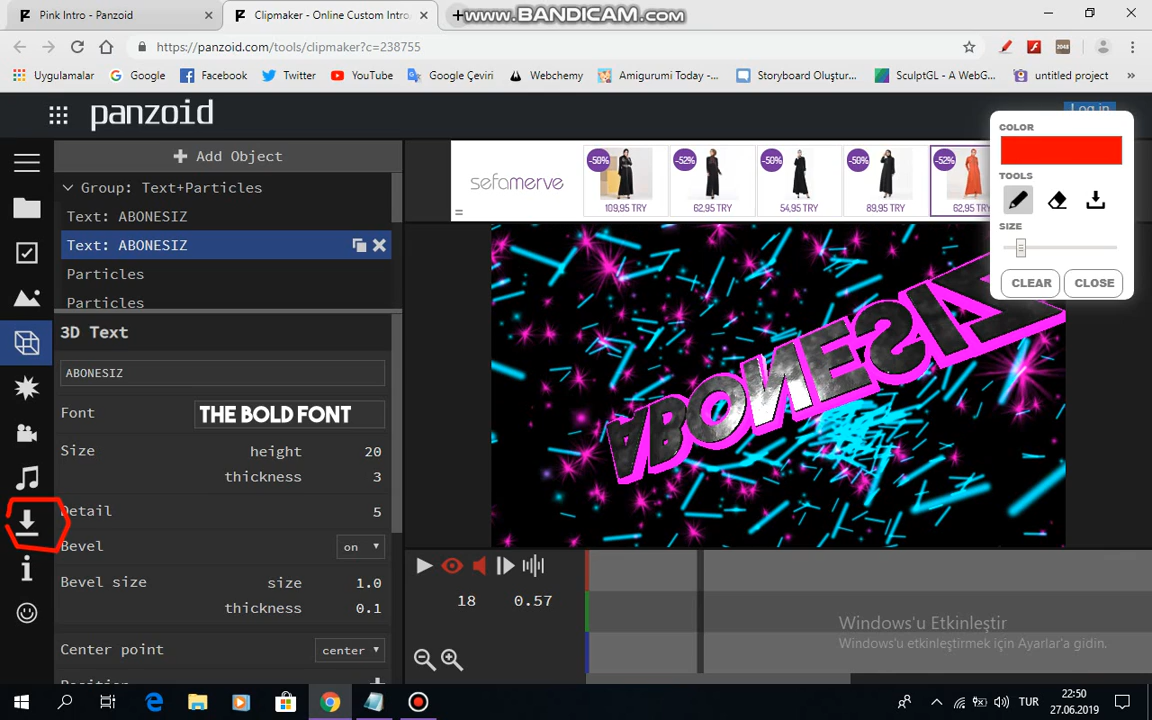 Pink Intro - Panzoid
Clipmaker - Online Custom Intro
www.BANDICAM.com
https://panzoid.com/tools/clipmaker?c=238755
Uygulamalar
Google
Facebook
Twitter
YouTube
Google Çeviri
Webchemy
Amigurumi Today -...
Storyboard Oluştur...
SculptGL - A WebG...
untitled project
panzoid
Log in
Add Object
Group: Text+Particles
Text: ABONESIZ
Text: ABONESIZ
Particles
Particles
3D Text
ABONESIZ
Font THE BOLD FONT
Size height 20
thickness 3
Detail 5
Bevel on
Bevel size size 1.0
thickness 0.1
Center point center
sefamerve
-50%
-52%
-50%
-50%
-52%
109,95 TRY
62,95 TRY
54,95 TRY
89,95 TRY
62,95 TRY
COLOR
TOOLS
SIZE
CLEAR CLOSE
ABONESIZ
18 0.57
Windows'u Etkinleştir
Windows'u etkinleştirmek için Ayarlar'a gidin.
TUR
22:50
27.06.2019